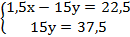 1,5x − 15y = 22,5
15y = 37,5